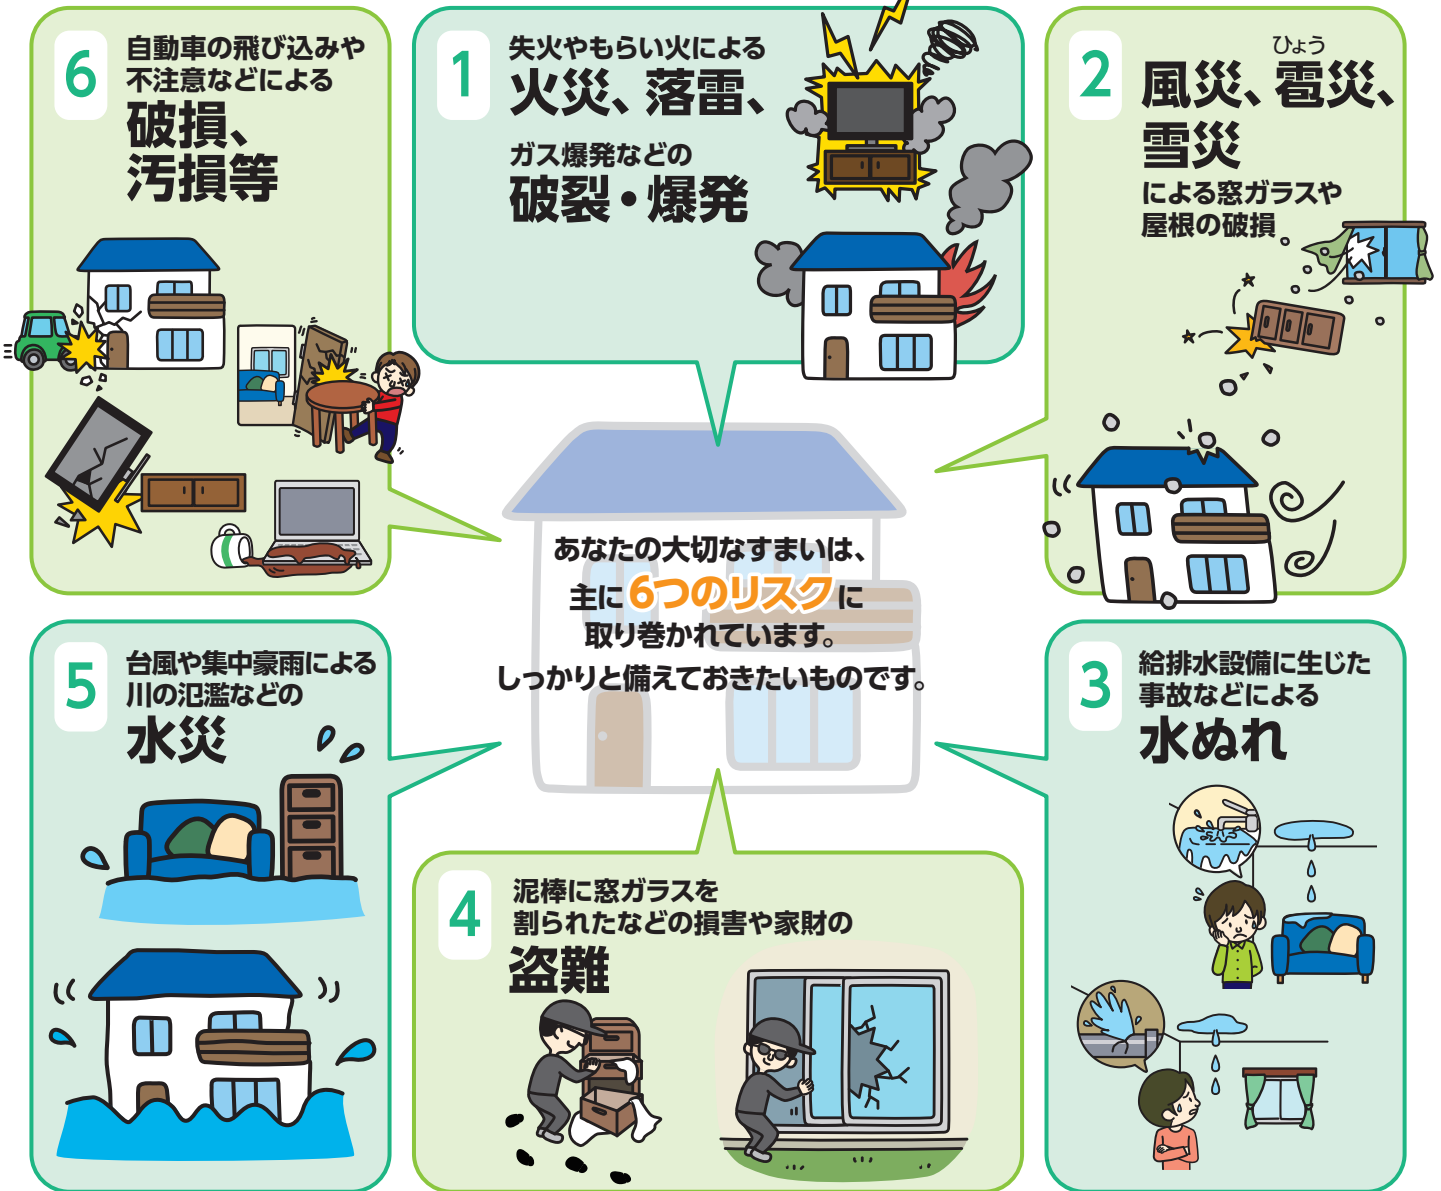 6
自動車の飛び込みや
不注意などによる
破損、
汚損等
1
失火やもらい火による
火災、落雷、
ガス爆発などの
破裂・爆発
2
ひょう
風災、雹災、
雪災
による窓ガラスや
屋根の破損
あなたの大切なすまいは、
主に6つのリスクに
取り巻かれています。
しっかりと備えておきたいものです。
5
台風や集中豪雨による
川の氾濫などの
水災
4
泥棒に窓ガラスを
割られたなどの損害や家財の
盗難
3
給排水設備に生じた
事故などによる
水ぬれ